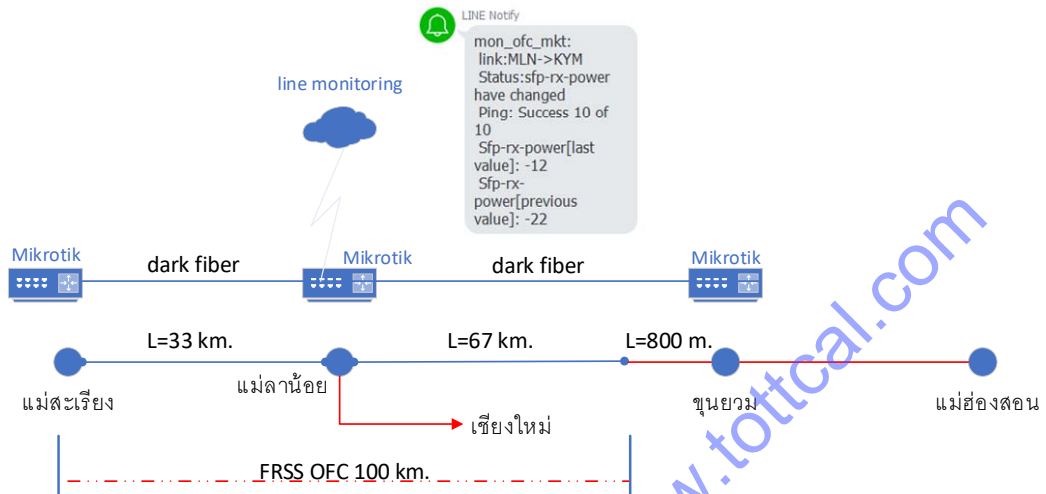 LINE Notify
mon_ofc_mkt:
link:MLN->KYM
Status:sfp-rx-power
have changed
Ping: Success 10 of
10
Sfp-rx-power[last
value]: -12
Sfp-rx-
power[previous
value]: -22
line monitoring
Mikrotik
dark fiber
Mikrotik
dark fiber
Mikrotik
L=33 km.
L=67 km.
L=800 m.
แม่สะเรียง
แม่ลาน้อย
ขุนยวม
แม่ฮ่องสอน
เชียงใหม่
FRSS OFC 100 km.
www.tottcal.com